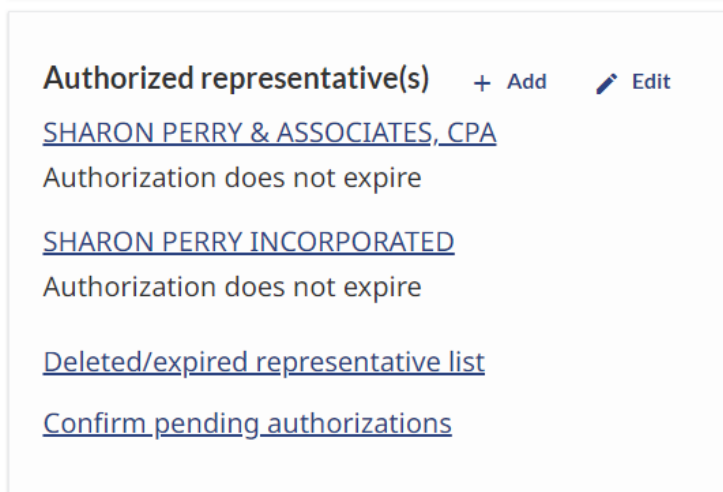 Authorized representative(s) + Add Edit
SHARON PERRY & ASSOCIATES, CPA
Authorization does not expire
SHARON PERRY INCORPORATED
Authorization does not expire
Deleted/expired representative list
Confirm pending authorizations